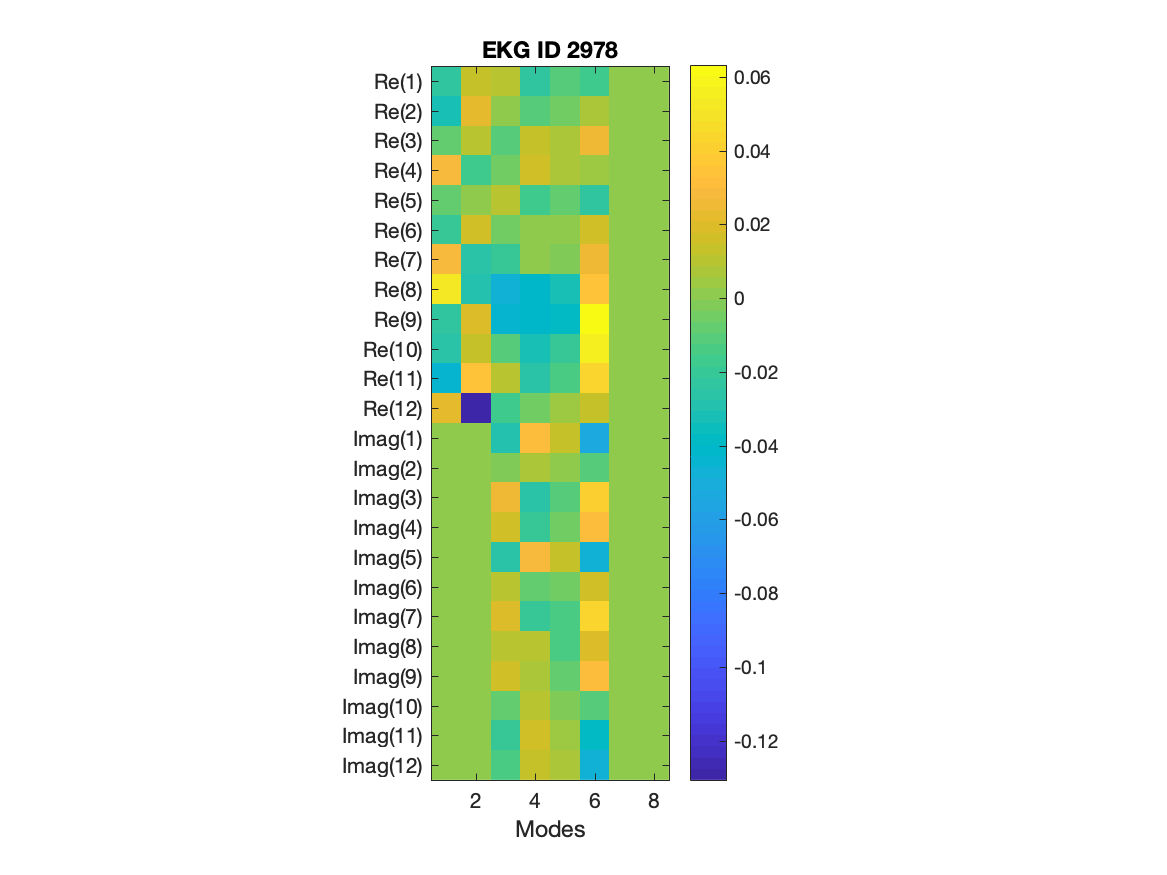 EKG ID 2978
Re(1)
Re(2)
Re(3)
Re(4)
Re(5)
Re(6)
Re(7)
Re(8)
Re(9)
Re(10)
Re(11)
Re(12)
Imag(1)
Imag(2)
Imag(3)
Imag(4)
Imag(5)
Imag(6)
Imag(7)
Imag(8)
Imag(9)
Imag(10)
Imag(11)
Imag(12)
2 4 6 8
Modes
0.06
0.04
0.02
0
-0.02
-0.04
-0.06
-0.08
-0.1
-0.12